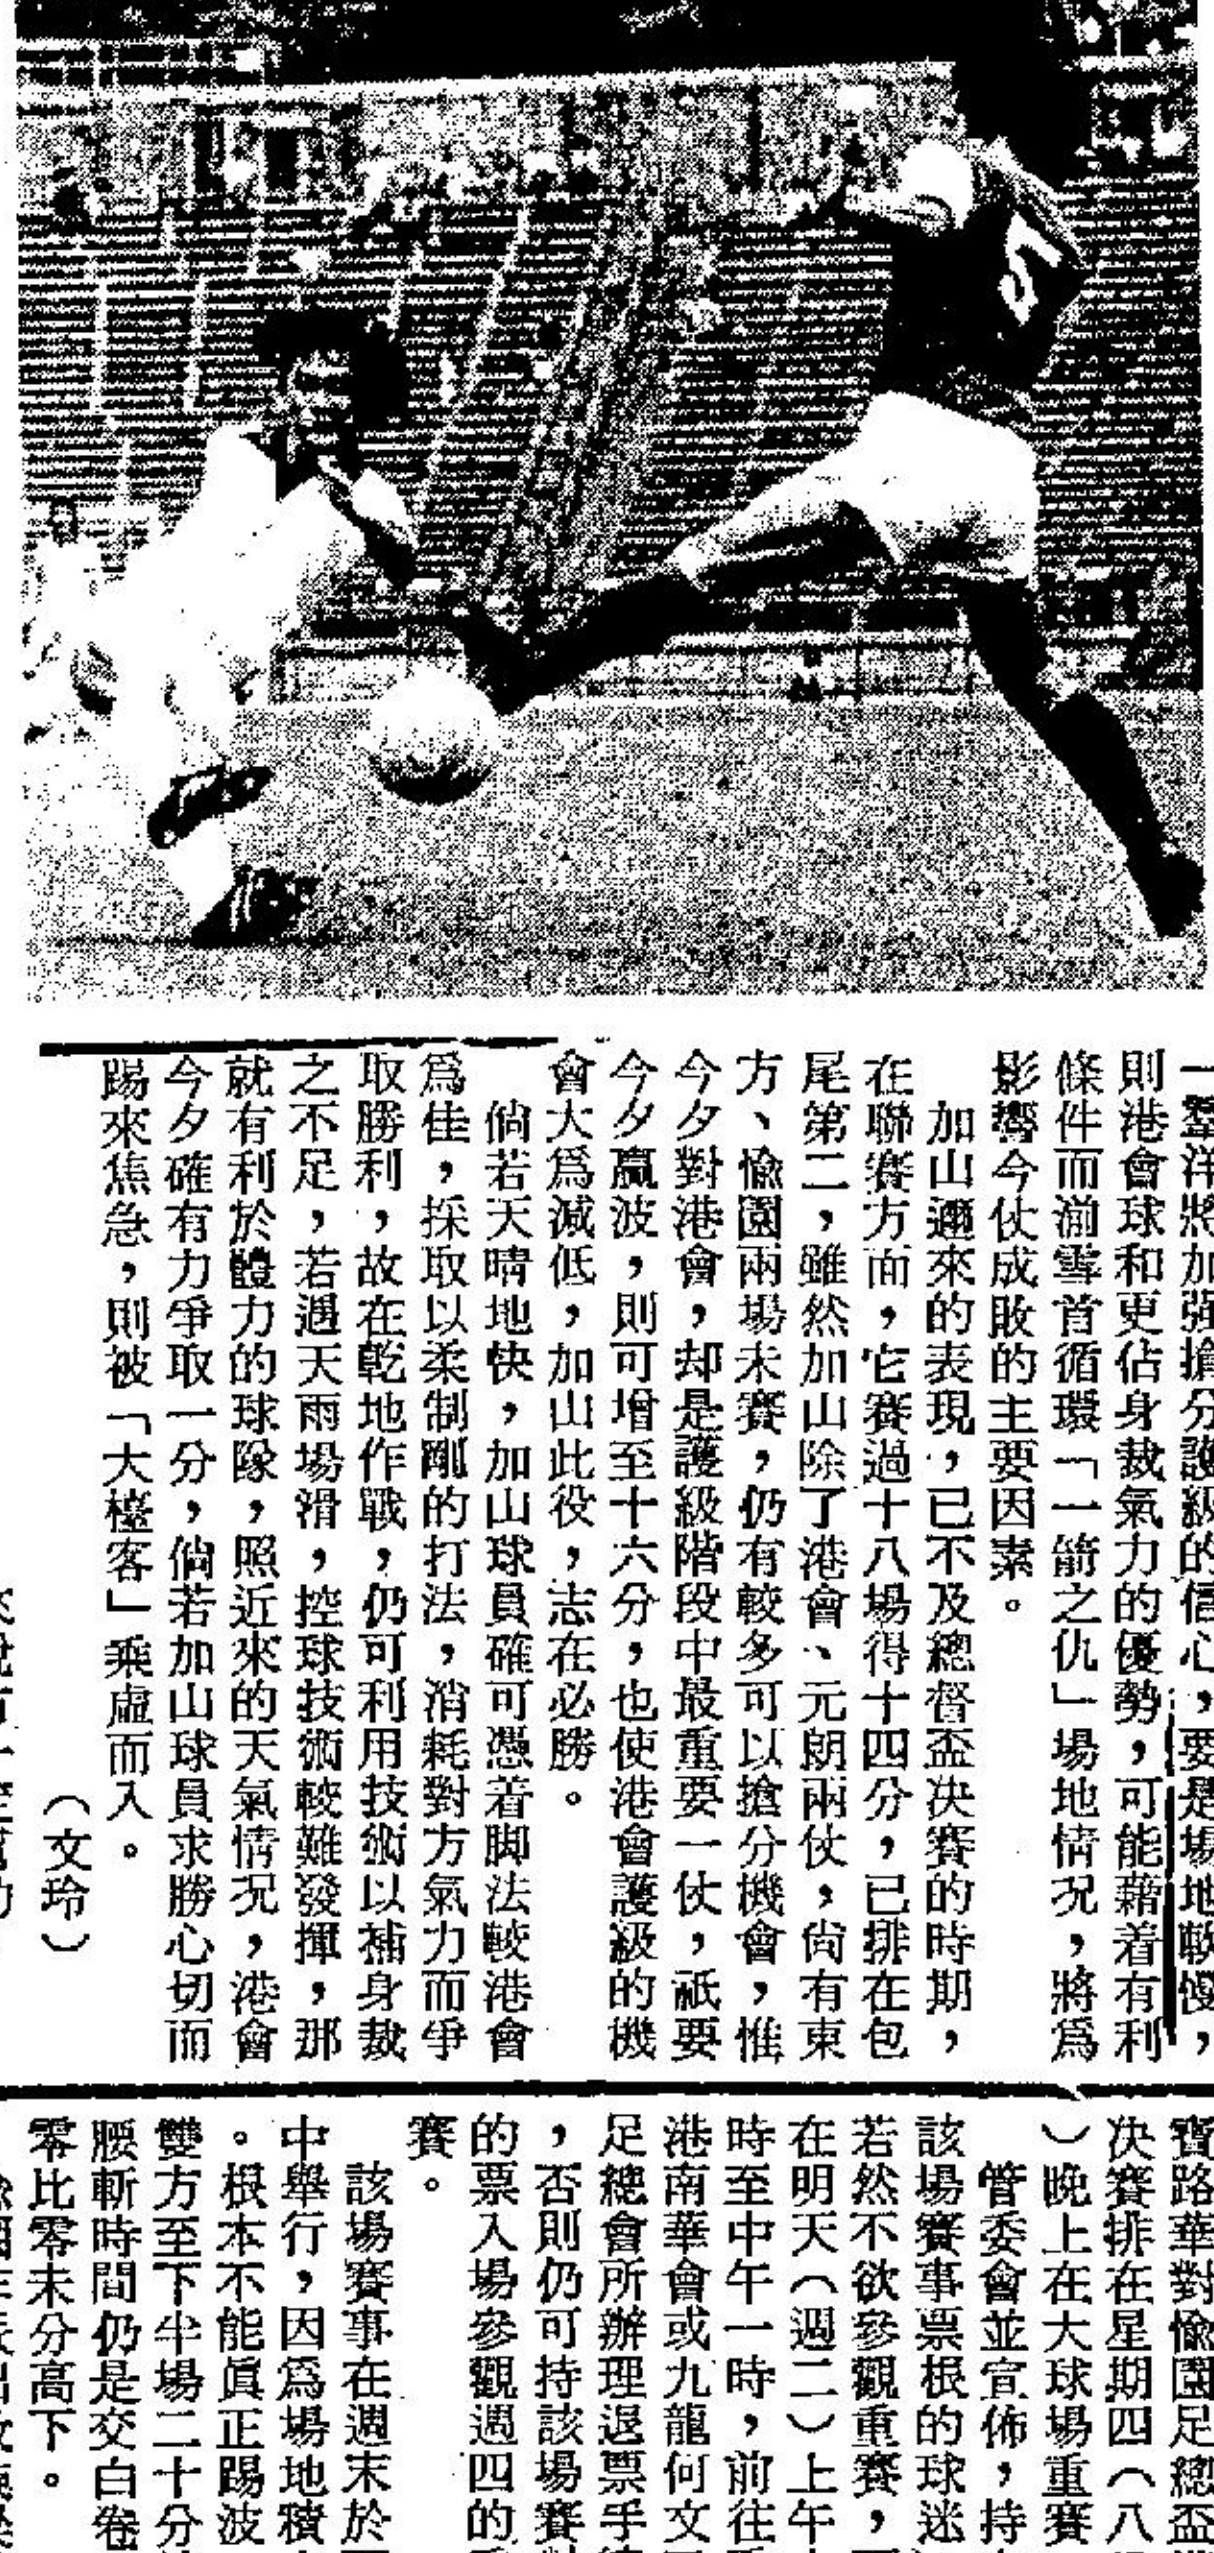 5
一羣洋將加强搶分護級的信心，要是場地軟慢，
則港會球和更佔身裁氣力的優勢，可能藉着有利
條件而湔雪首循環「一箭之仇」場地情况，將爲
影響今仗成敗的主要因素。
加山邇來的表現，已不及總督盃决賽的時期，
在聯賽方面，它賽過十八場得十四分，已排在包
尾第二，雖然加山除了港會、元朗兩仗，尙有東
方、愉園兩場未賽，仍有較多可以搶分機會，惟
今夕對港會，却是護級階段中最重要一仗，祇要
今夕贏波，則可增至十六分，也使港會護級的機
會大爲減低，加山此役，志在必勝。
倘若天晴地快，加山球員確可憑着脚法較港會
爲佳，採取以柔制剛的打法，消耗對方氣力而爭
取勝利，故在乾地作戰，仍可利用技術以補身裁
之不足，若遇天雨場滑，控球技術較難發揮，那
就有利於體力的球隊，照近來的天氣情况，港會
今夕確有力爭取一分，倘若加山球員求勝心切而
踢來焦急，則被「大檯客」乘虛而入。
（文玲）
寶路華對愉園足總盃
决賽排在星期四（八
）晚上在大球場重賽
管委會並宣佈，持
該場賽事票根的球迷
若然不欲參觀重賽，
在明天（週二）上午
時至中午一時，前往
港南華會或九龍何文
足總會所辦理退票手
，否則仍可持該場賽
的票入場參觀週四的
賽。
該場賽事在週末於
中舉行，因爲場地積
。根本不能眞正踢波
雙方至下半場二十分
腰斬時間仍是交白卷
零比零未分高下。